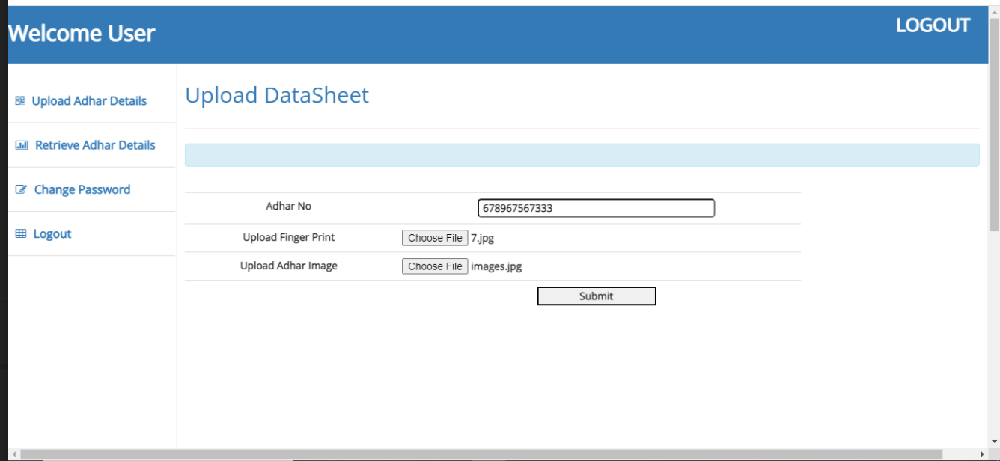 Welcome User
LOGOUT
Upload Adhar Details
Retrieve Adhar Details
Change Password
Logout
Upload DataSheet
Adhar No 678967567333
Upload Finger Print Choose File 7.jpg
Upload Adhar Image Choose File images.jpg
Submit